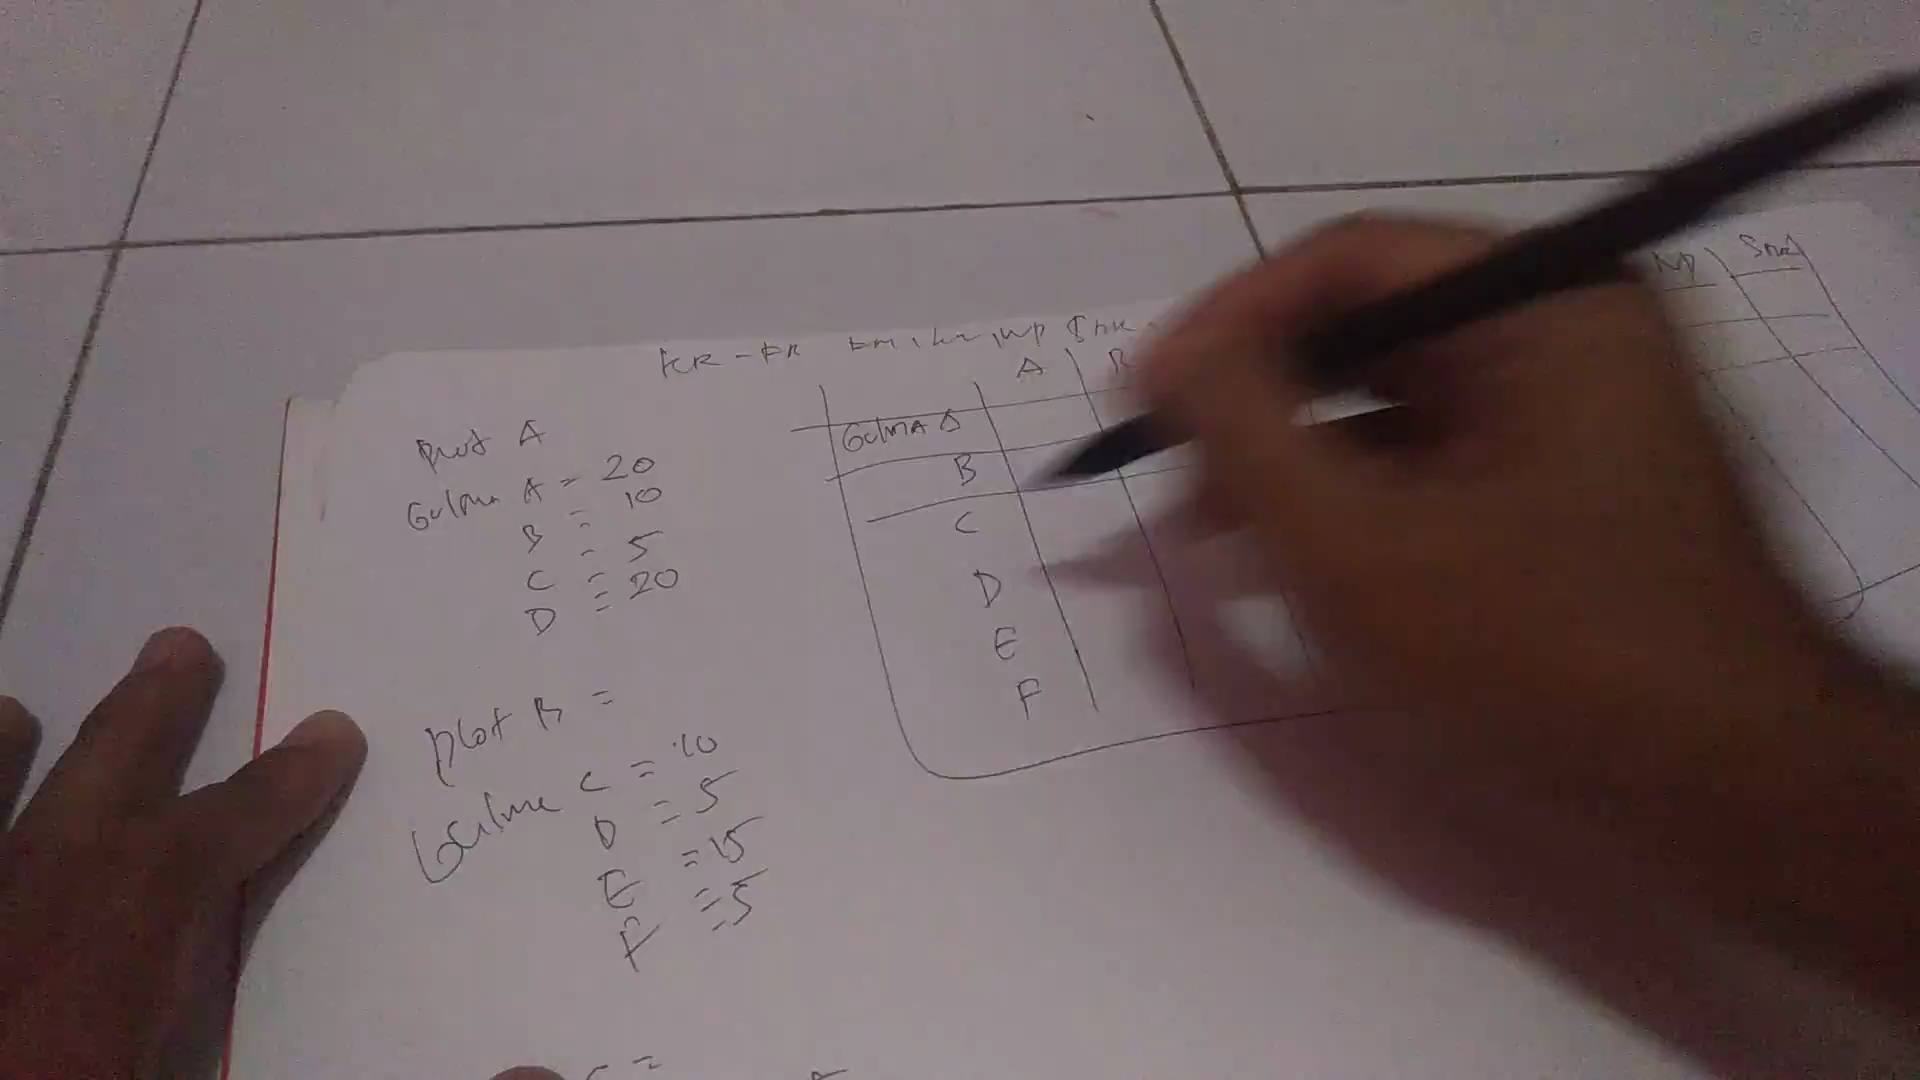 plot A
Gulma A = 20
B = 10
C = 5
D = 20
plot B =
Gulma C = 10
D = 5
E = 15
F = 5
A
Gulma A
B
C
D
E
F